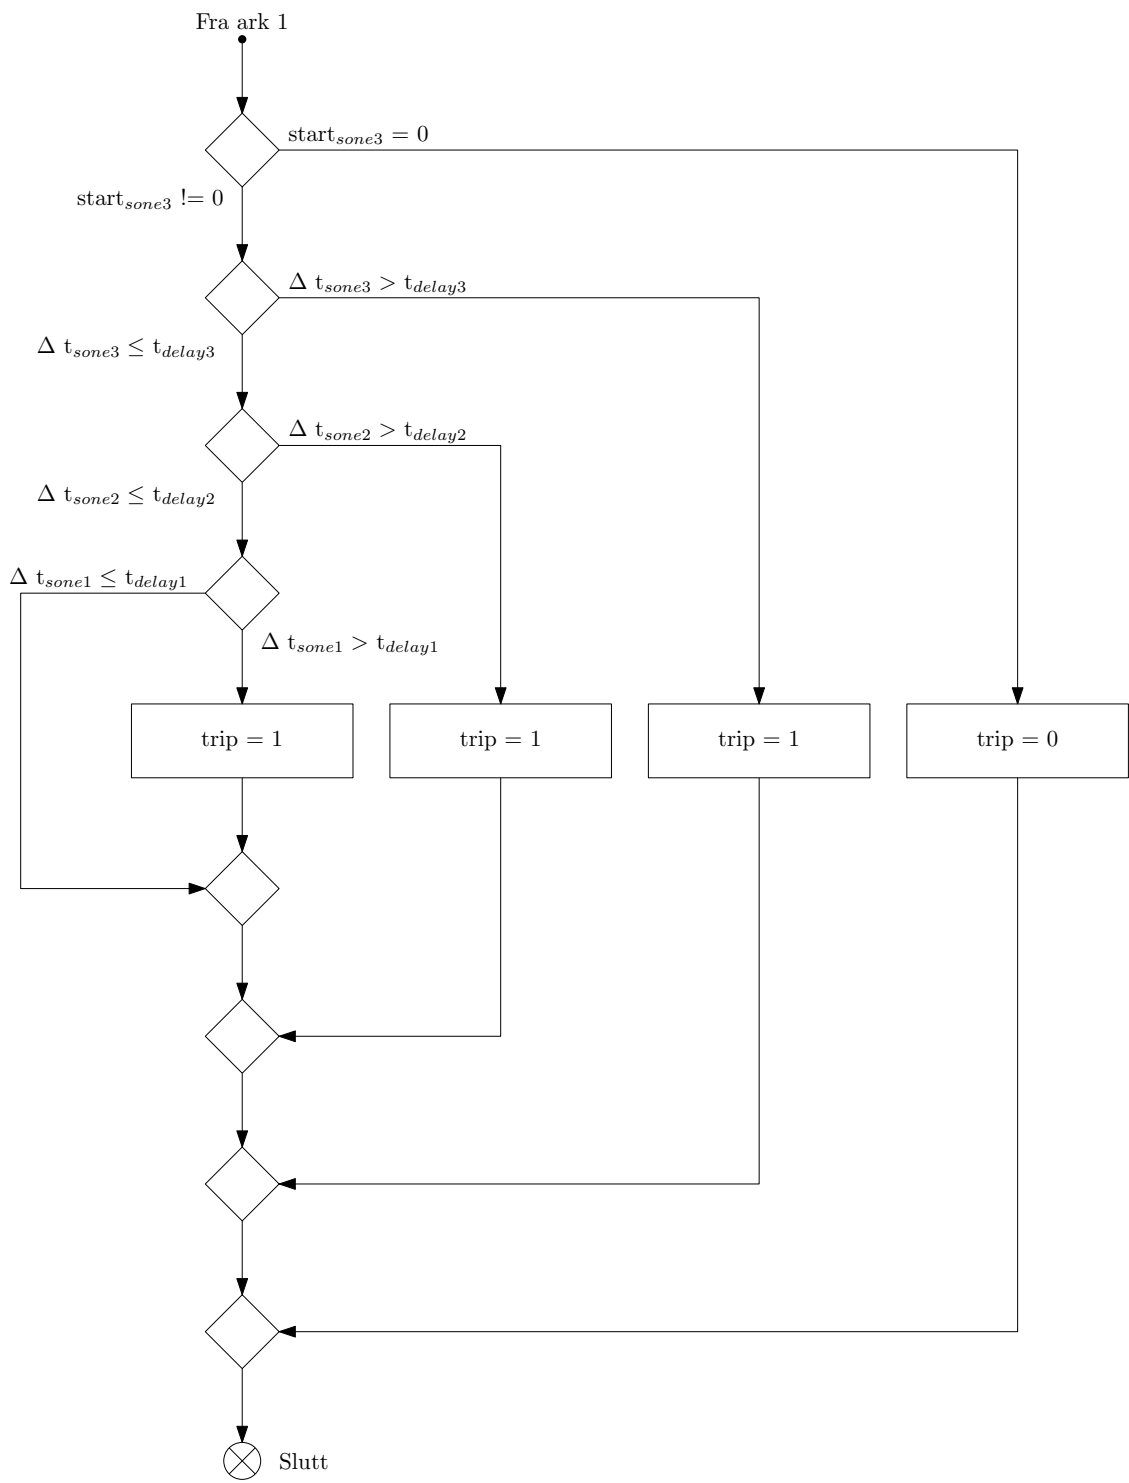 Fra ark 1
start_sone3 = 0
start_sone3 != 0
Δ t_sone3 > t_delay3
Δ t_sone3 ≤ t_delay3
Δ t_sone2 > t_delay2
Δ t_sone2 ≤ t_delay2
Δ t_sone1 ≤ t_delay1
Δ t_sone1 > t_delay1
trip = 1
trip = 1
trip = 1
trip = 0
Slutt